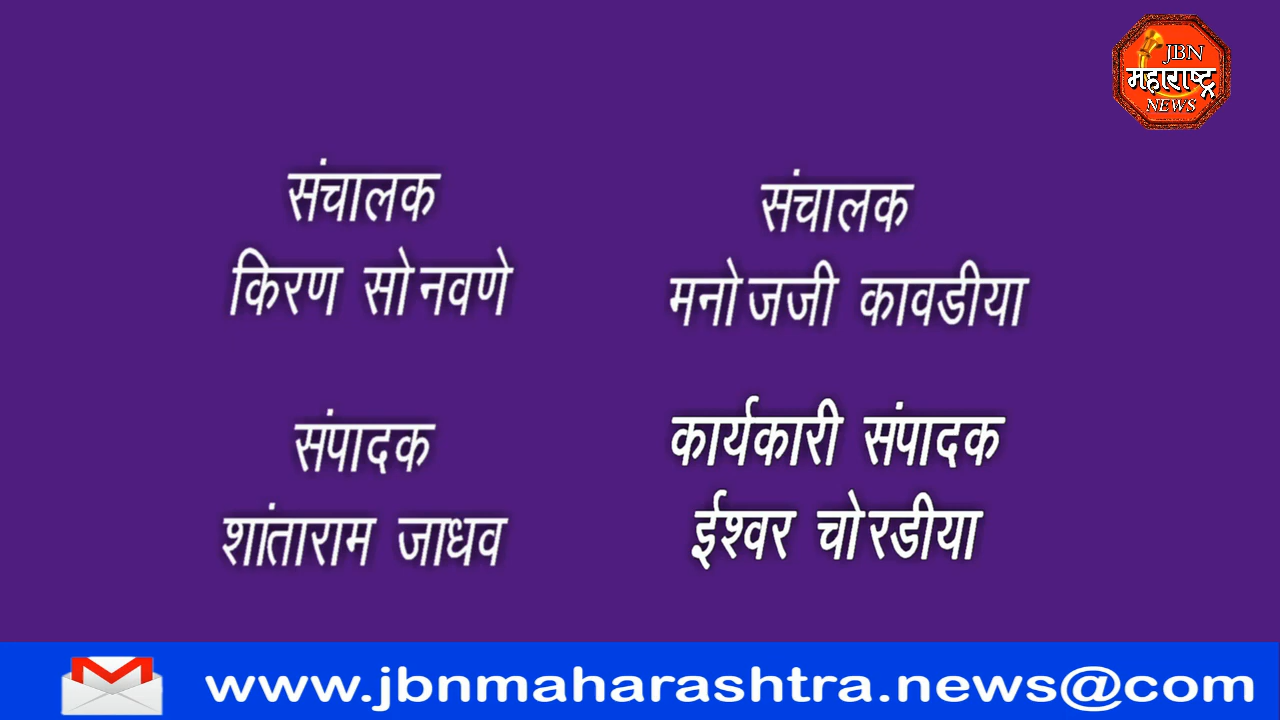 JBN
महाराष्ट्र
NEWS
संचालक
किरण सोनवणे
संचालक
मनोजजी कावडीया
संपादक
शांताराम जाधव
कार्यकारी संपादक
ईश्वर चोरडीया
www.jbnmaharashtra.news@com